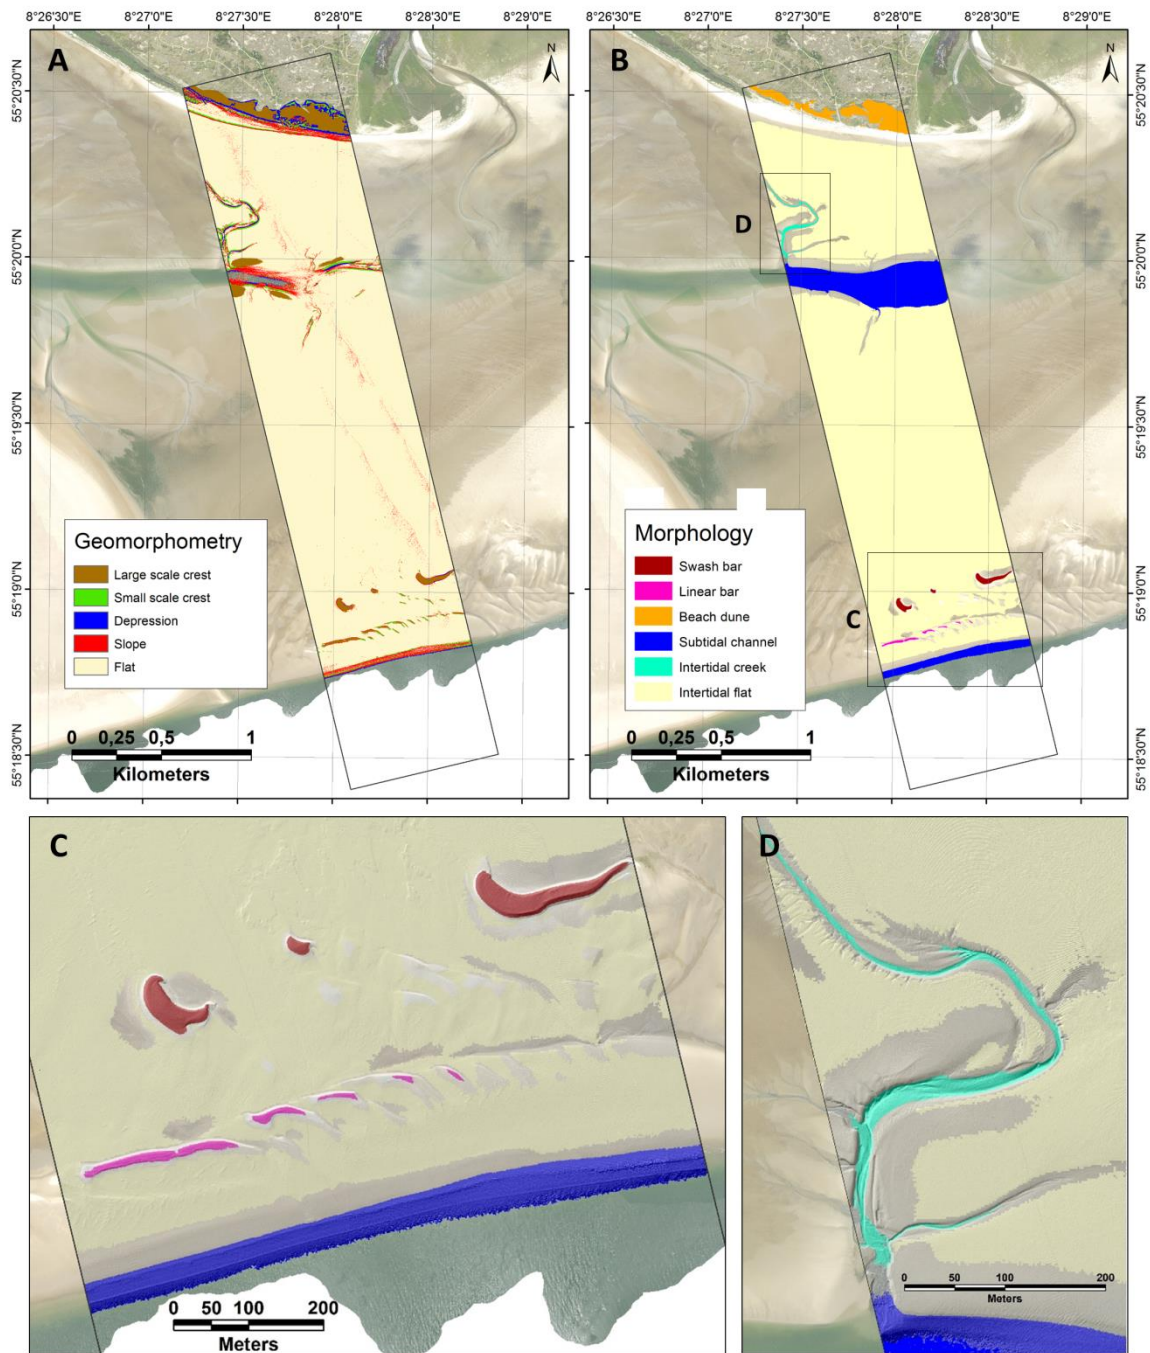 8°26'30"E 8°27'0"E 8°27'30"E 8°28'0"E 8°28'30"E 8°29'0"E
8°26'30"E 8°27'0"E 8°27'30"E 8°28'0"E 8°28'30"E 8°29'0"E
A
N
B
N
55°20'30"N
55°20'0"N
55°19'30"N
55°19'0"N
55°18'30"N
55°20'30"N
55°20'0"N
55°19'30"N
55°19'0"N
55°18'30"N
D
C
Geomorphometry
Large scale crest
Small scale crest
Depression
Slope
Flat
0 0,25 0,5 1
Kilometers
Morphology
Swash bar
Linear bar
Beach dune
Subtidal channel
Intertidal creek
Intertidal flat
0 0,25 0,5 1
Kilometers
C
0 50 100 200
Meters
D
0 50 100 200
Meters